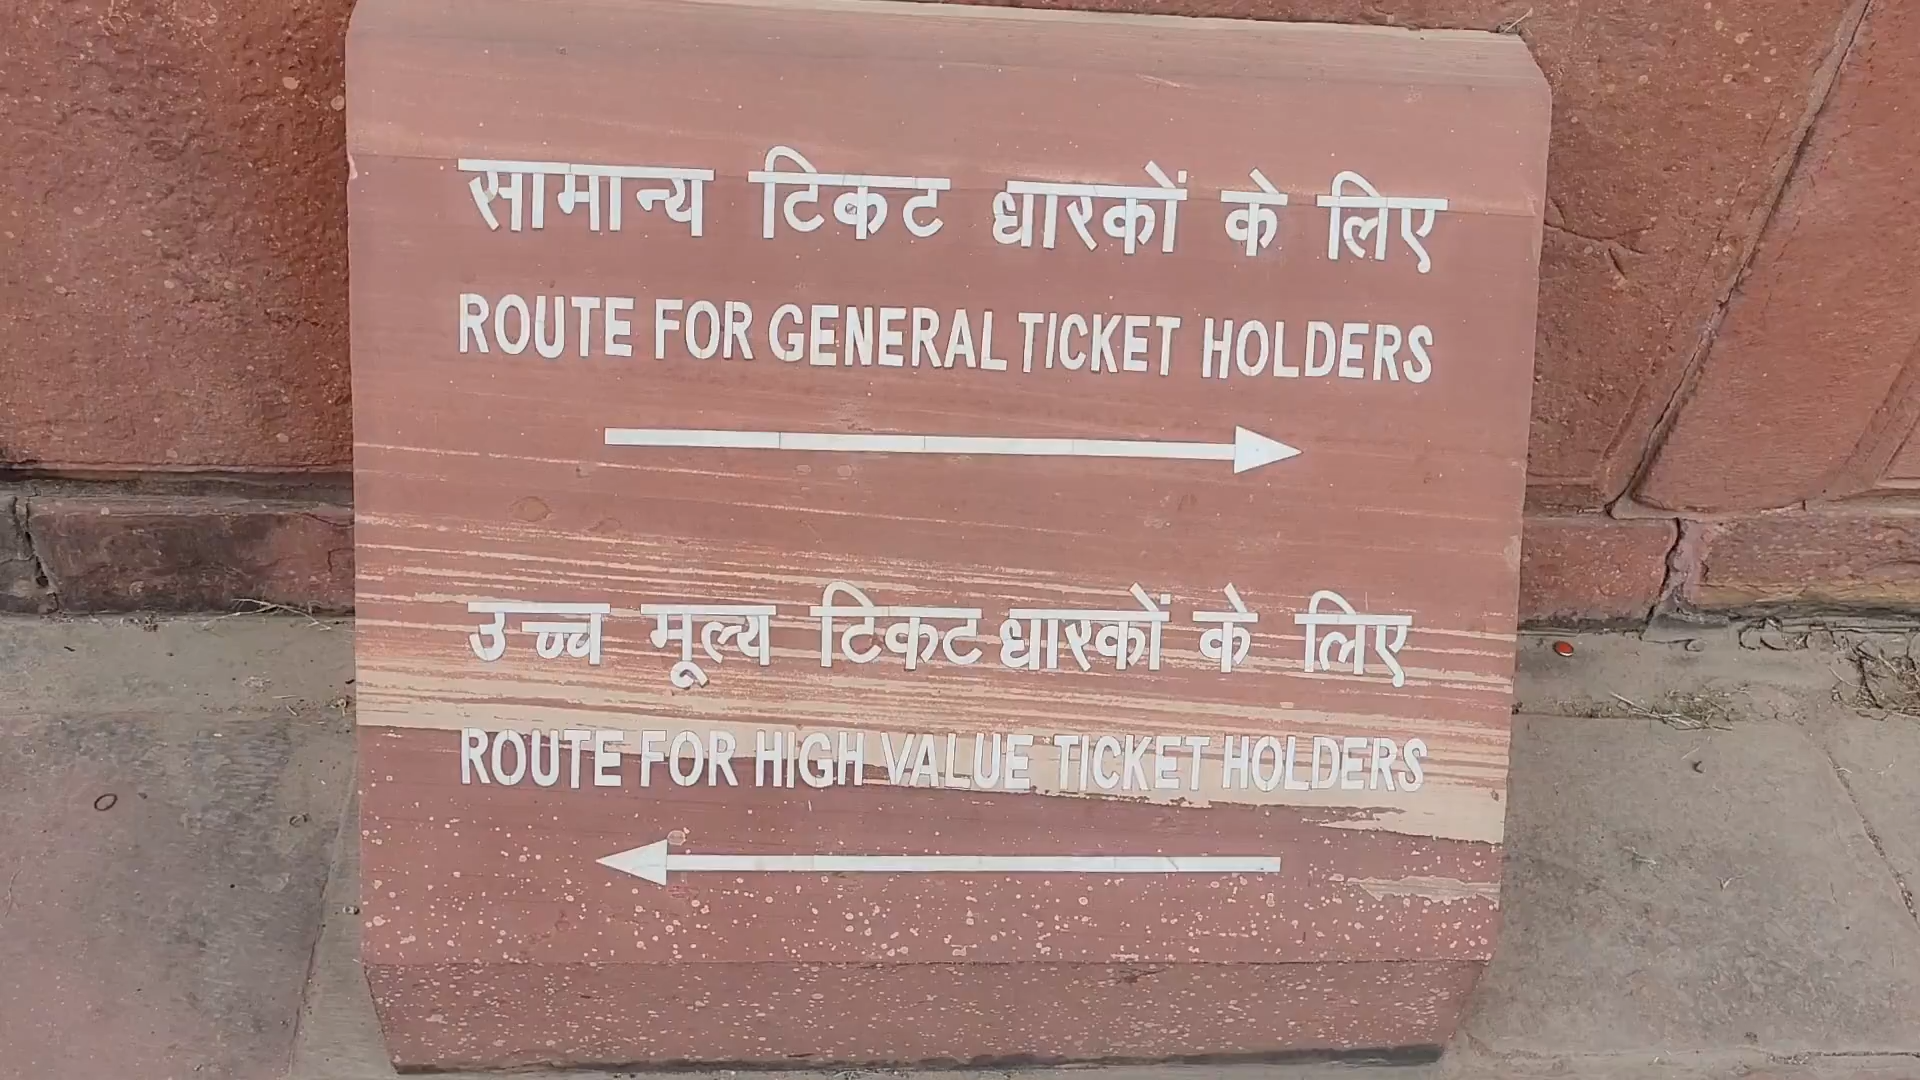 सामान्य टिकट धारकों के लिए
ROUTE FOR GENERAL TICKET HOLDERS
उच्च मूल्य टिकट धारकों के लिए
ROUTE FOR HIGH VALUE TICKET HOLDERS